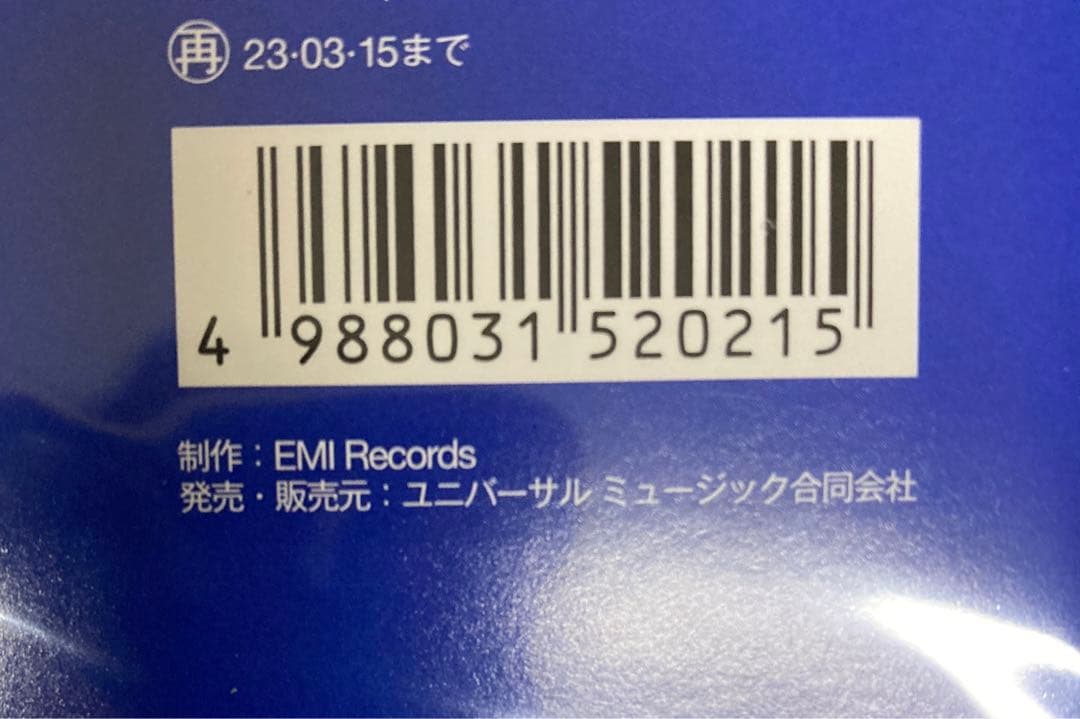 ㊢ 23·03·15まで
4 988031 520215
制作：EMI Records
発売・販売元：ユニバーサル ミュージック合同会社